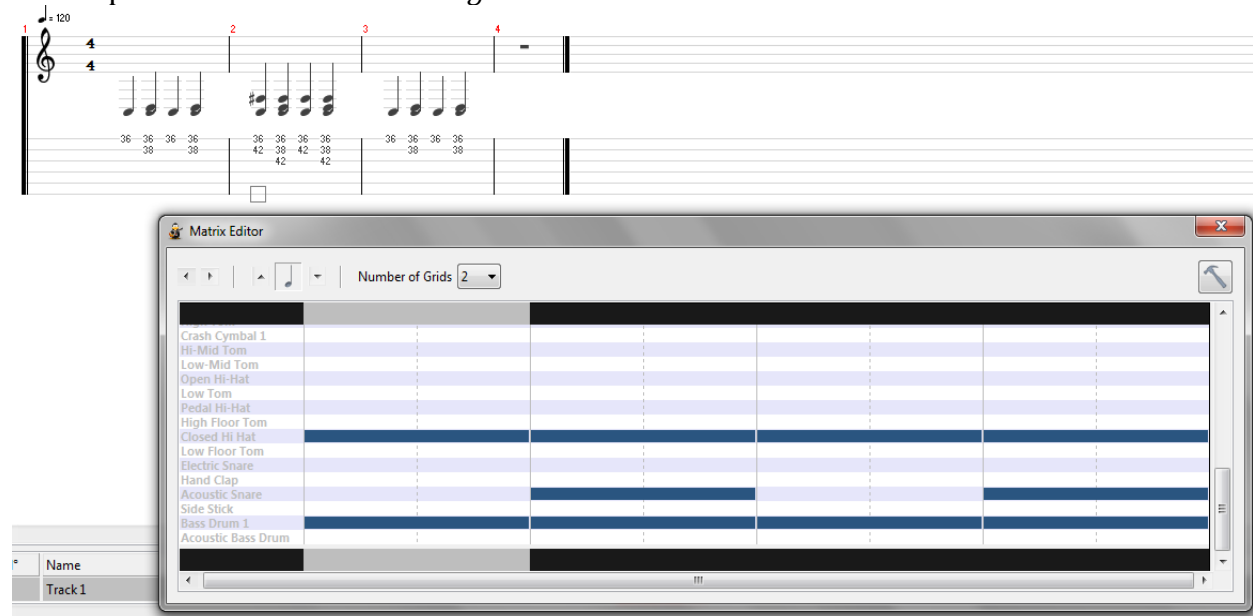 = 120
1 2 3 4
4
4
36 36 36 36 36 36 36 36 36 36 36 36
38 38 42 38 42 38 38 38
42 42
Matrix Editor
Number of Grids 2
Crash Cymbal 1
Hi-Mid Tom
Low-Mid Tom
Open Hi-Hat
Low Tom
Pedal Hi-Hat
High Floor Tom
Closed Hi Hat
Low Floor Tom
Electric Snare
Hand Clap
Acoustic Snare
Side Stick
Bass Drum 1
Acoustic Bass Drum
Name
Track 1